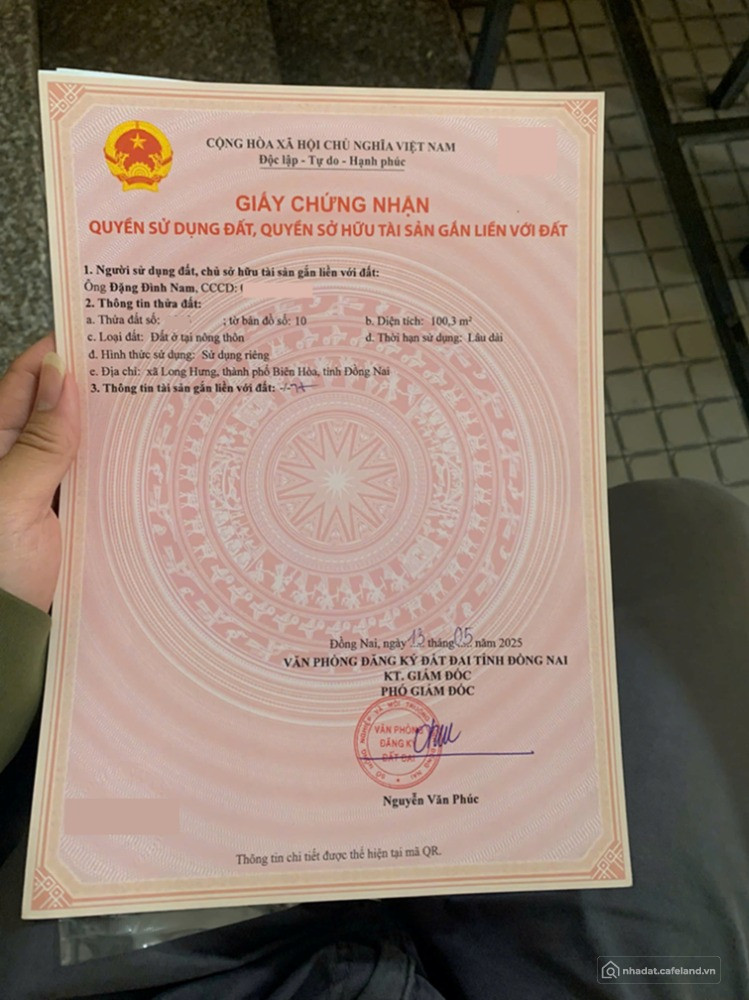 CỘNG HÒA XÃ HỘI CHỦ NGHĨA VIỆT NAM
Độc lập - Tự do - Hạnh phúc
GIẤY CHỨNG NHẬN
QUYỀN SỬ DỤNG ĐẤT, QUYỀN SỞ HỮU TÀI SẢN GẮN LIỀN VỚI ĐẤT
1. Người sử dụng đất, chủ sở hữu tài sản gắn liền với đất:
Ông Đặng Đình Nam, CCCD:
2. Thông tin thửa đất:
a. Thửa đất số: ; tờ bản đồ số: 10 b. Diện tích: 100,3 m²
c. Loại đất: Đất ở tại nông thôn d. Thời hạn sử dụng: Lâu dài
đ. Hình thức sử dụng: Sử dụng riêng
e. Địa chỉ: xã Long Hưng, thành phố Biên Hòa, tỉnh Đồng Nai
3. Thông tin tài sản gắn liền với đất: -/-
Đồng Nai, ngày 13 tháng 05 năm 2025
VĂN PHÒNG ĐĂNG KÝ ĐẤT ĐAI TỈNH ĐỒNG NAI
KT. GIÁM ĐỐC
PHÓ GIÁM ĐỐC
VĂN PHÒNG
ĐĂNG KÝ
ĐẤT ĐAI
Nguyễn Văn Phúc
Thông tin chi tiết được thể hiện tại mã QR.
nhadat.cafeland.vn